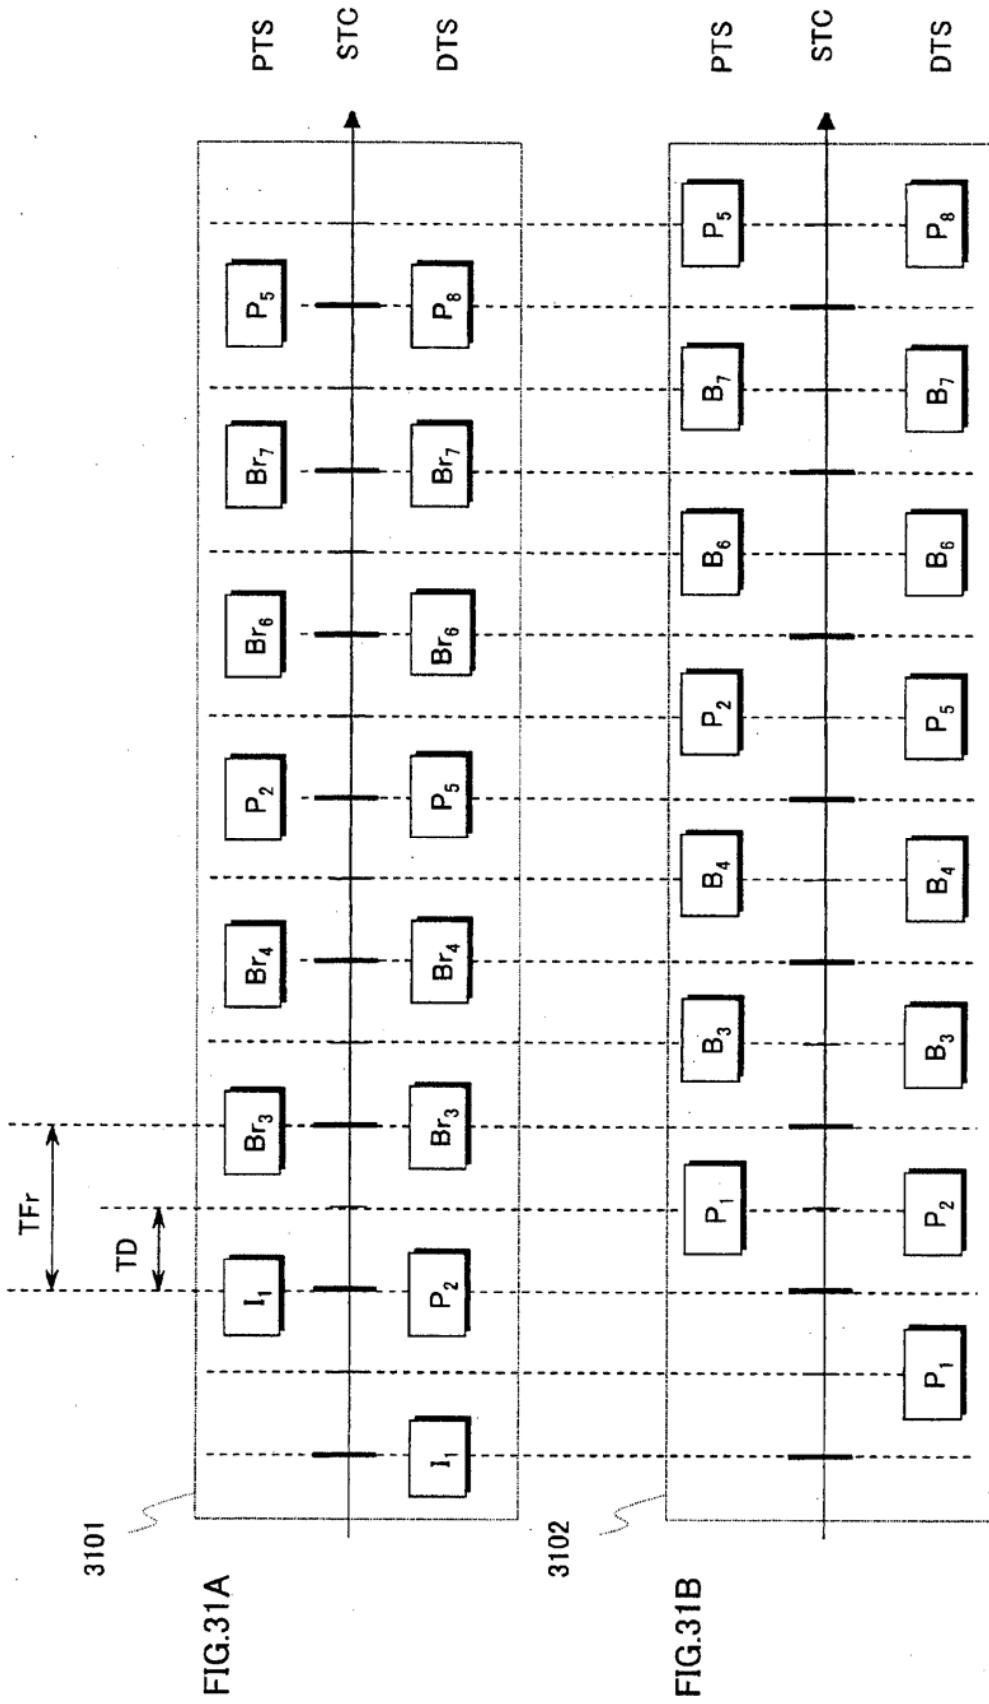 TFr
TD
3101
I₁ Br₃ Br₄ P₂ Br₆ Br₇ P₅ PTS
STC
I₁ P₂ Br₃ Br₄ P₅ Br₆ Br₇ P₈ DTS
FIG.31A
3102
P₁ B₃ B₄ P₂ B₆ B₇ P₅ PTS
STC
P₁ P₂ B₃ B₄ P₅ B₆ B₇ P₈ DTS
FIG.31B